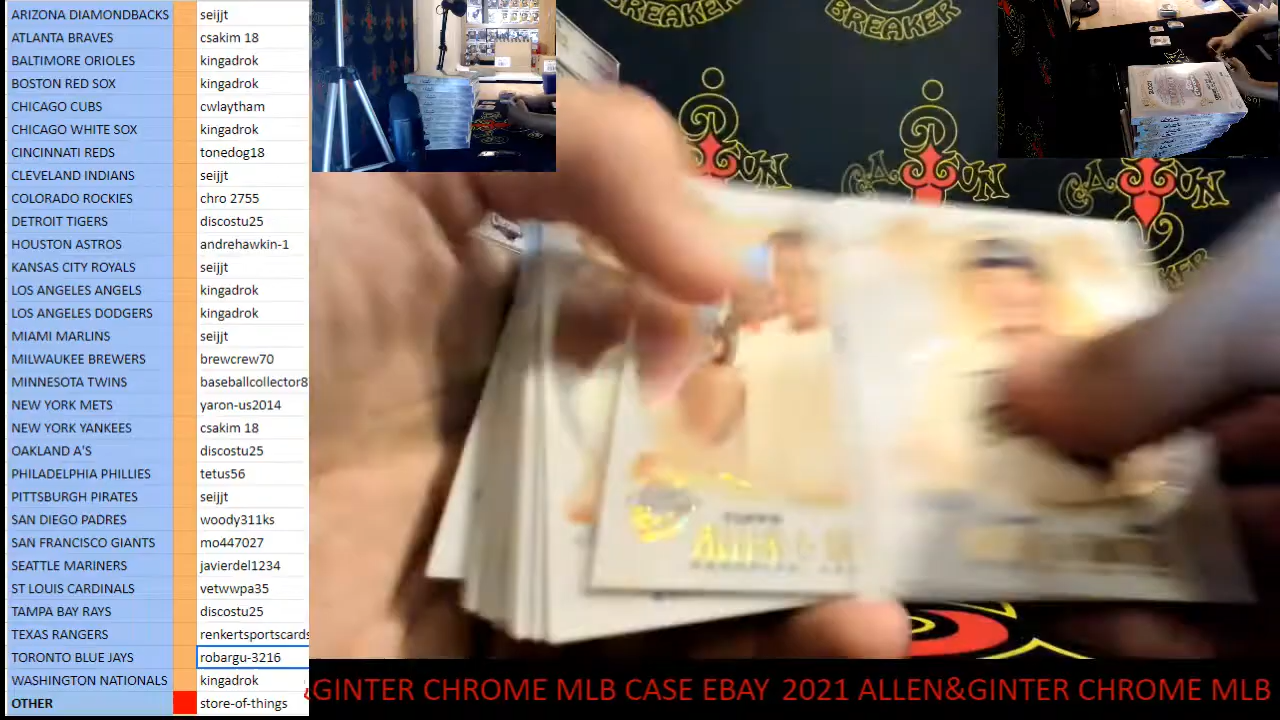 ARIZONA DIAMONDBACKS seijjt
ATLANTA BRAVES csakim 18
BALTIMORE ORIOLES kingadrok
BOSTON RED SOX kingadrok
CHICAGO CUBS cwlaytham
CHICAGO WHITE SOX kingadrok
CINCINNATI REDS tonedog18
CLEVELAND INDIANS seijjt
COLORADO ROCKIES chro 2755
DETROIT TIGERS discostu25
HOUSTON ASTROS andrehawkin-1
KANSAS CITY ROYALS seijjt
LOS ANGELES ANGELS kingadrok
LOS ANGELES DODGERS kingadrok
MIAMI MARLINS seijjt
MILWAUKEE BREWERS brewcrew70
MINNESOTA TWINS baseballcollector8
NEW YORK METS yaron-us2014
NEW YORK YANKEES csakim 18
OAKLAND A'S discostu25
PHILADELPHIA PHILLIES tetus56
PITTSBURGH PIRATES seijjt
SAN DIEGO PADRES woody311ks
SAN FRANCISCO GIANTS mo447027
SEATTLE MARINERS javierdel1234
ST LOUIS CARDINALS vetwwpa35
TAMPA BAY RAYS discostu25
TEXAS RANGERS renkertsportscards
TORONTO BLUE JAYS robargu-3216
WASHINGTON NATIONALS kingadrok
OTHER store-of-things
BREAKER
BREAKER
TOPPS
&GINTER CHROME MLB CASE EBAY 2021 ALLEN&GINTER CHROME MLB